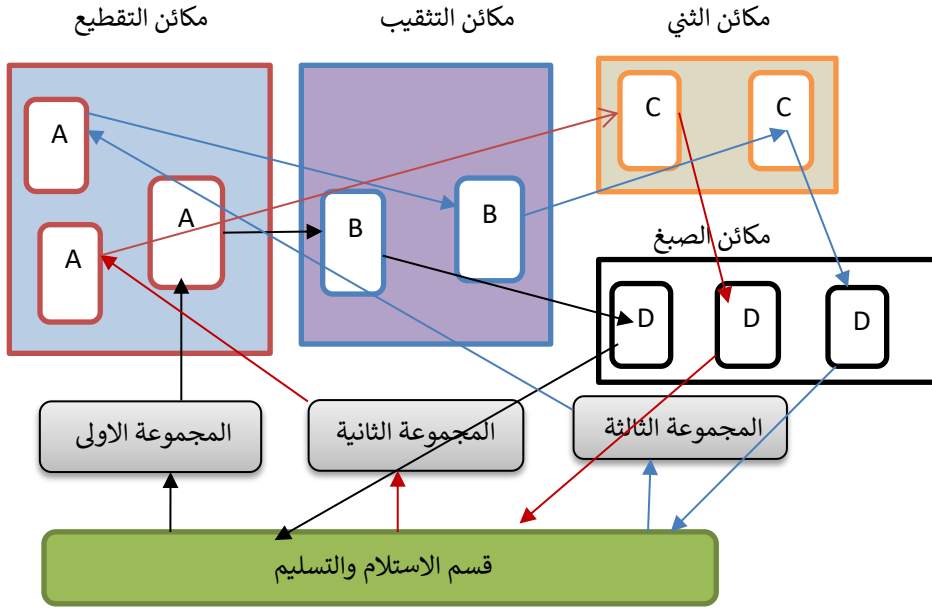 مكائن التقطيع
مكائن التثقيب
مكائن الثني
A
A
A
B
B
C
C
مكائن الصبغ
D
D
D
المجموعة الاولى
المجموعة الثانية
المجموعة الثالثة
قسم الاستلام والتسليم